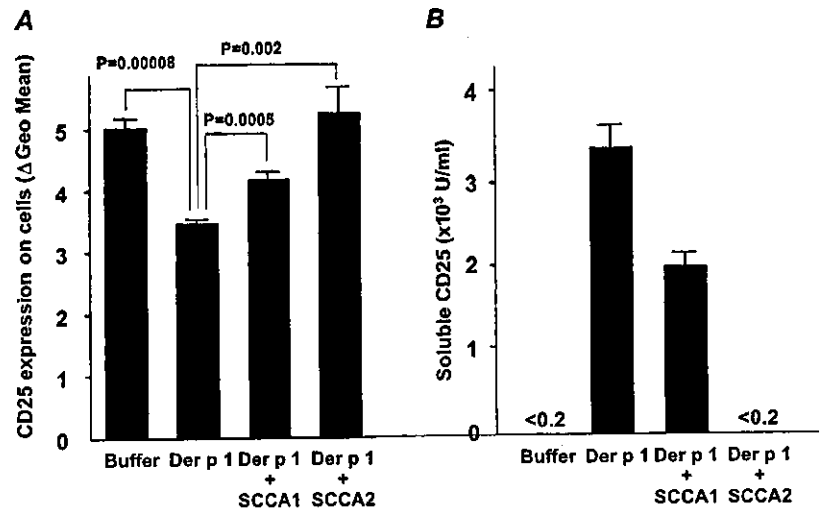 A
P=0.00008
P=0.002
P=0.0005
CD25 expression on cells (Δ Geo Mean)
5
4
3
2
1
0
Buffer
Der p 1
Der p 1
+
SCCA1
Der p 1
+
SCCA2
B
Soluble CD25 (x10³ U/ml)
4
3
2
1
0
<0.2
<0.2
Buffer
Der p 1
Der p 1
+
SCCA1
Der p 1
+
SCCA2